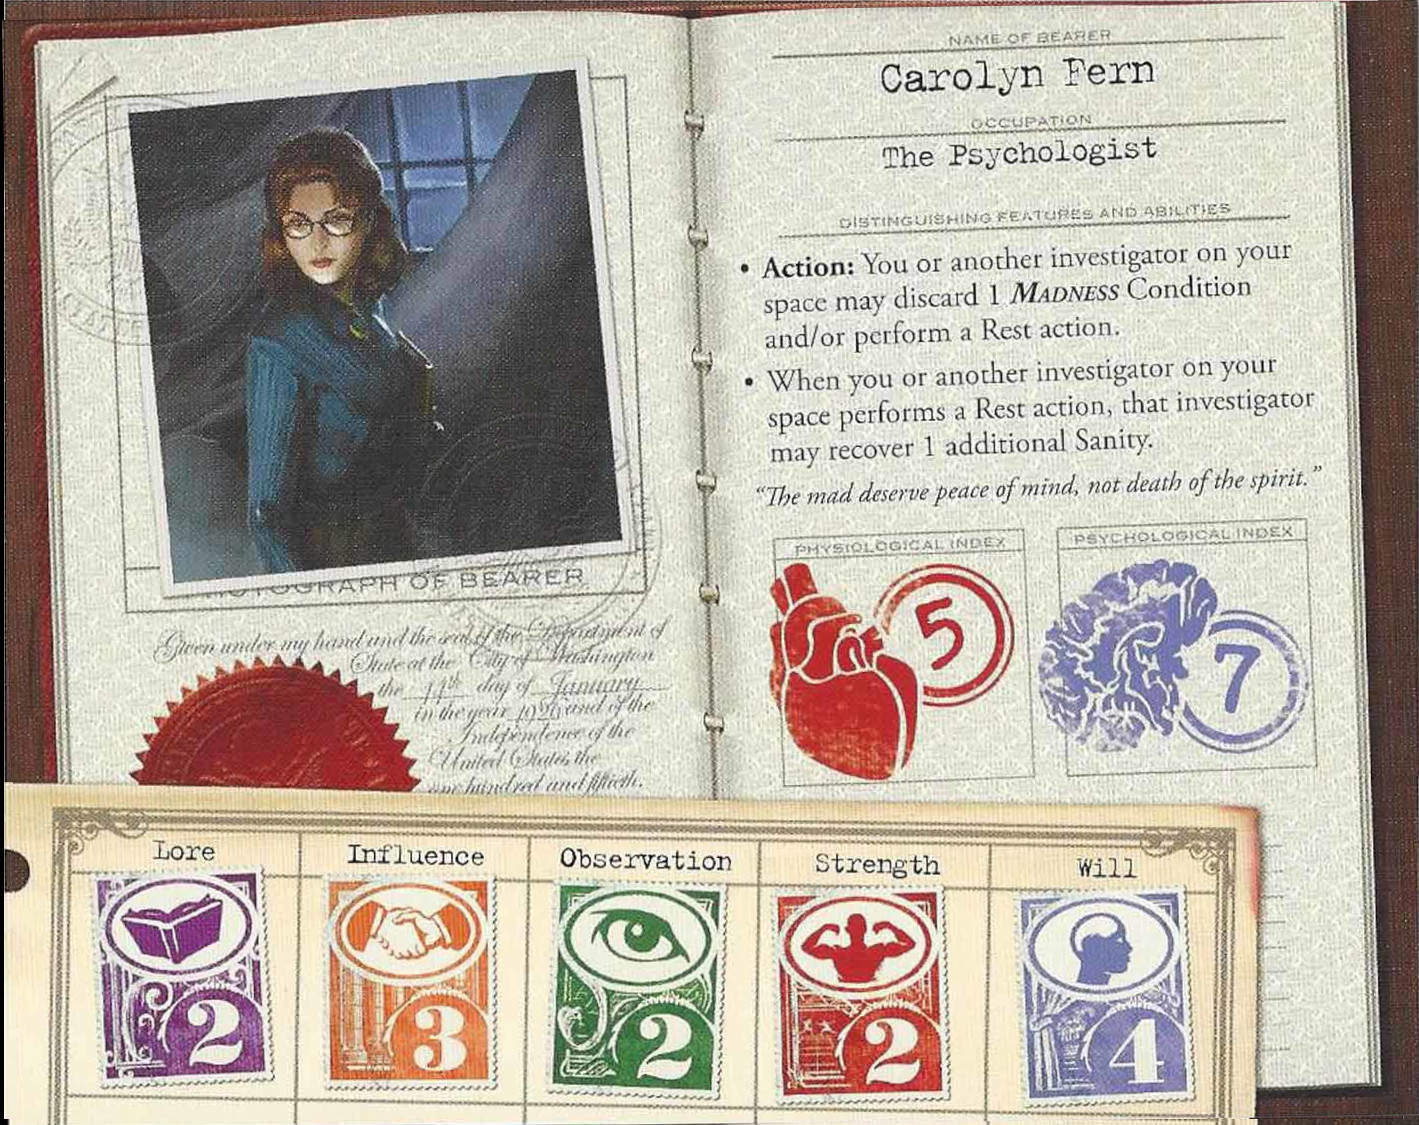 PHOTOGRAPH OF BEARER
Given under my hand and the seal of the Department of
State at the City of Washington
the day of January
in the year 1926 and of the
Independence of the
United States the
one hundred and fiftieth.
NAME OF BEARER
Carolyn Fern
OCCUPATION
The Psychologist
DISTINGUISHING FEATURES AND ABILITIES
• Action: You or another investigator on your
space may discard 1 MADNESS Condition
and/or perform a Rest action.
• When you or another investigator on your
space performs a Rest action, that investigator
may recover 1 additional Sanity.
“The mad deserve peace of mind, not death of the spirit.”
PHYSIOLOGICAL INDEX
5
PSYCHOLOGICAL INDEX
7
Lore Influence Observation Strength Will
2 3 2 2 4